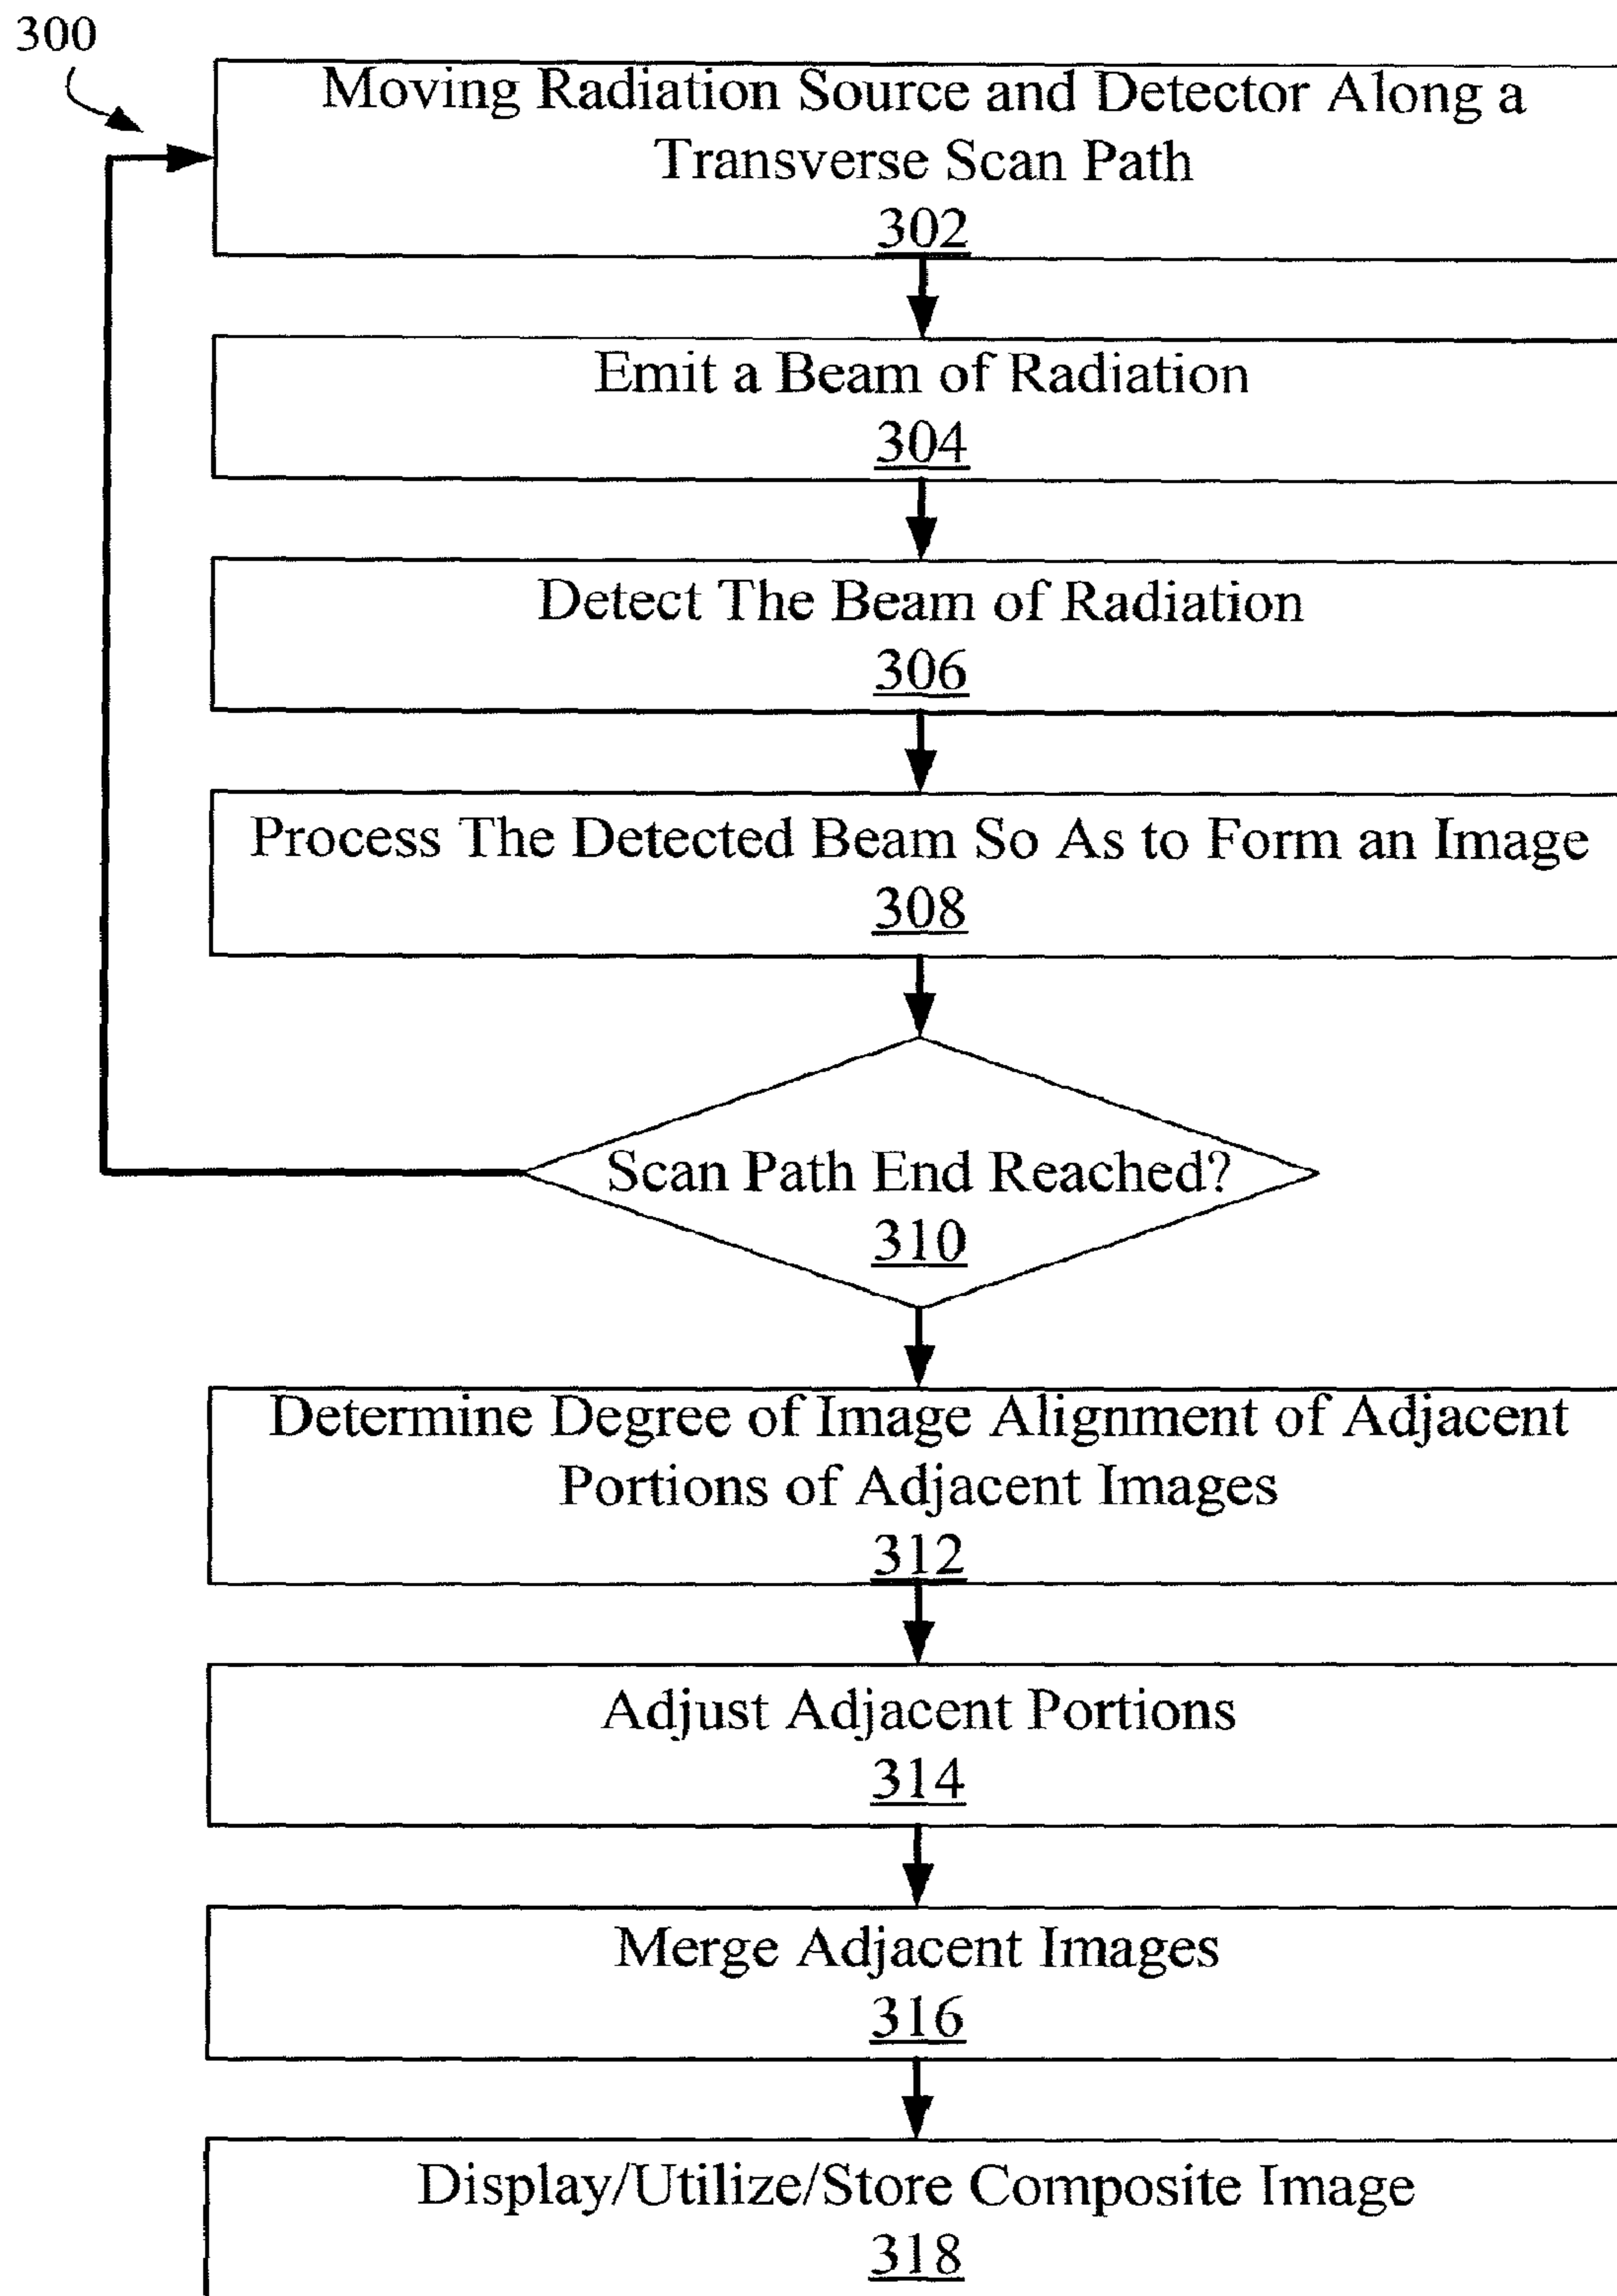 300
Moving Radiation Source and Detector Along a
Transverse Scan Path
302
Emit a Beam of Radiation
304
Detect The Beam of Radiation
306
Process The Detected Beam So As to Form an Image
308
Scan Path End Reached?
310
Determine Degree of Image Alignment of Adjacent
Portions of Adjacent Images
312
Adjust Adjacent Portions
314
Merge Adjacent Images
316
Display/Utilize/Store Composite Image
318